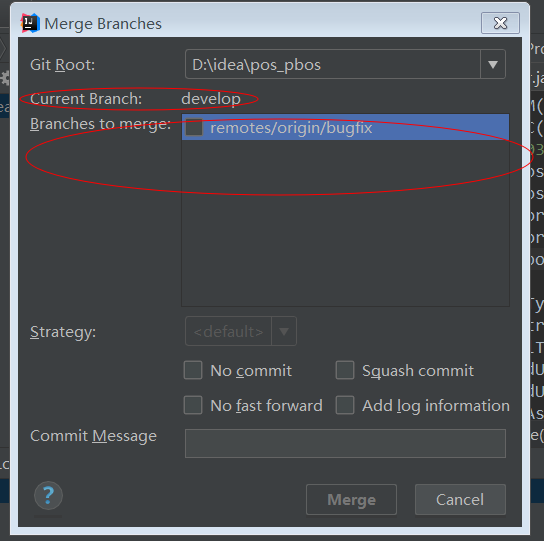 Merge Branches
Git Root: D:\idea\pos_pbos
Current Branch: develop
Branches to merge: remotes/origin/bugfix
Strategy: <default>
No commit Squash commit
No fast forward Add log information
Commit Message
? Merge Cancel